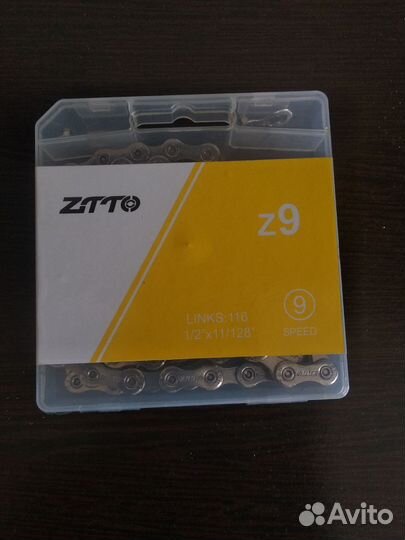 ZTTO
z9
LINKS:116
1/2"x11/128"
9
SPEED
Avito